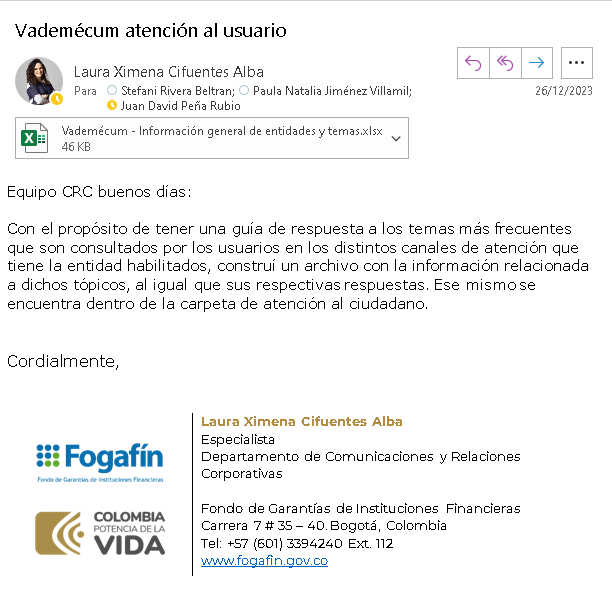 Vademécum atención al usuario
Laura Ximena Cifuentes Alba
Para Stefani Rivera Beltran; Paula Natalia Jiménez Villamil;
Juan David Peña Rubio
26/12/2023
Vademécum - Información general de entidades y temas.xlsx
46 KB
Equipo CRC buenos días:
Con el propósito de tener una guía de respuesta a los temas más frecuentes
que son consultados por los usuarios en los distintos canales de atención que
tiene la entidad habilitados, construí un archivo con la información relacionada
a dichos tópicos, al igual que sus respectivas respuestas. Ese mismo se
encuentra dentro de la carpeta de atención al ciudadano.
Cordialmente,
Fogafín
Fondo de Garantías de Instituciones Financieras
COLOMBIA
POTENCIA DE LA
VIDA
Laura Ximena Cifuentes Alba
Especialista
Departamento de Comunicaciones y Relaciones
Corporativas
Fondo de Garantías de Instituciones Financieras
Carrera 7 # 35 – 40. Bogotá, Colombia
Tel: +57 (601) 3394240 Ext. 112
www.fogafin.gov.co